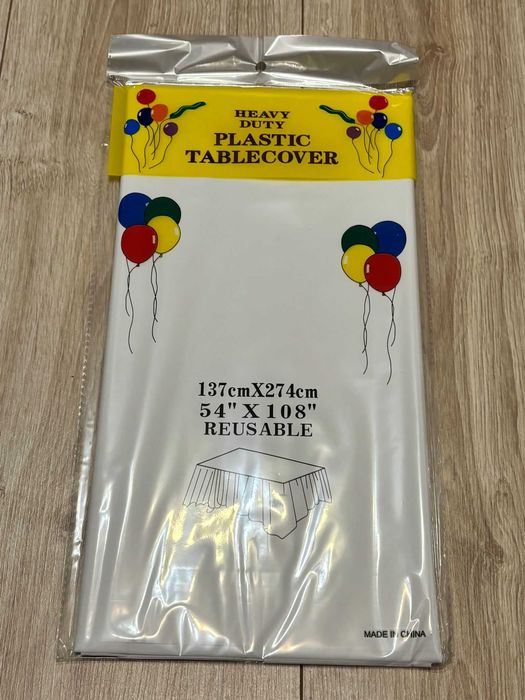 HEAVY
DUTY
PLASTIC
TABLECOVER
137cmX274cm
54" X 108"
REUSABLE
MADE IN CHINA